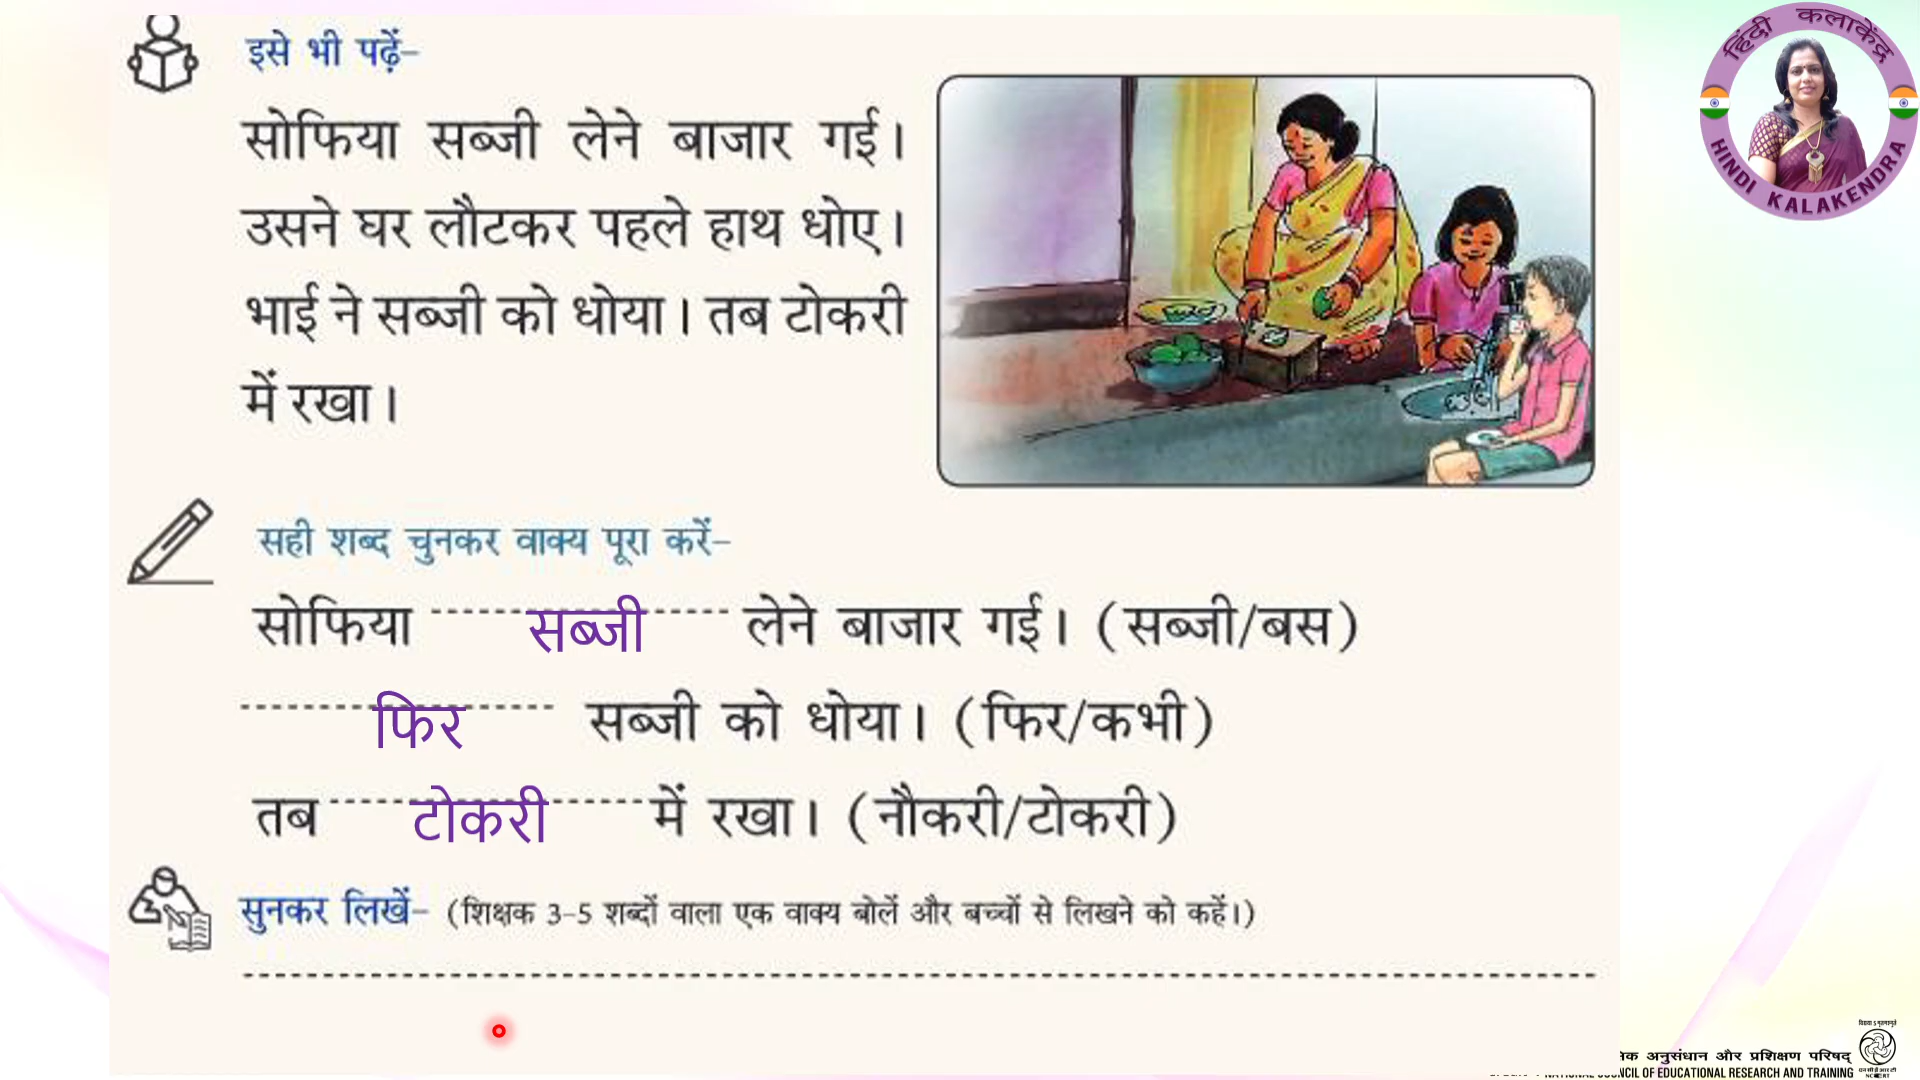 इसे भी पढ़ें–
सोफिया सब्जी लेने बाजार गई।
उसने घर लौटकर पहले हाथ धोए।
भाई ने सब्जी को धोया। तब टोकरी
में रखा।
सही शब्द चुनकर वाक्य पूरा करें–
सोफिया सब्जी लेने बाजार गई। (सब्जी/बस)
फिर सब्जी को धोया। (फिर/कभी)
तब टोकरी में रखा। (नौकरी/टोकरी)
सुनकर लिखें– (शिक्षक 3-5 शब्दों वाला एक वाक्य बोलें और बच्चों से लिखने को कहें।)
हिंदी कलाकेंद्र
HINDI KALAKENDRA
अनुसंधान और प्रशिक्षण परिषद्
OF EDUCATIONAL RESEARCH AND TRAINING